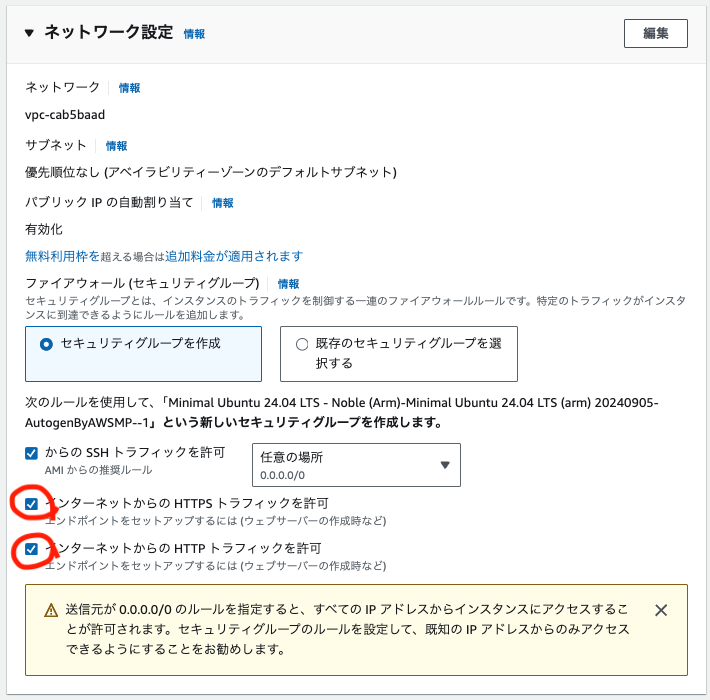 ▼ ネットワーク設定 情報 編集
ネットワーク 情報
vpc-cab5baad
サブネット 情報
優先順位なし (アベイラビリティーゾーンのデフォルトサブネット)
パブリック IP の自動割り当て 情報
有効化
無料利用枠を超える場合は追加料金が適用されます
ファイアウォール (セキュリティグループ) 情報
セキュリティグループとは、インスタンスのトラフィックを制御する一連のファイアウォールルールです。特定のトラフィックがインスタ
ンスに到達できるようにルールを追加します。
セキュリティグループを作成
既存のセキュリティグループを選
択する
次のルールを使用して、「Minimal Ubuntu 24.04 LTS - Noble (Arm)-Minimal Ubuntu 24.04 LTS (arm) 20240905-
AutogenByAWSMP--1」という新しいセキュリティグループを作成します。
からの SSH トラフィックを許可
AMI からの推奨ルール
任意の場所
0.0.0.0/0
インターネットからの HTTPS トラフィックを許可
エンドポイントをセットアップするには (ウェブサーバーの作成時など)
インターネットからの HTTP トラフィックを許可
エンドポイントをセットアップするには (ウェブサーバーの作成時など)
送信元が 0.0.0.0/0 のルールを指定すると、すべての IP アドレスからインスタンスにアクセスするこ
とが許可されます。セキュリティグループのルールを設定して、既知の IP アドレスからのみアクセス
できるようにすることをお勧めします。